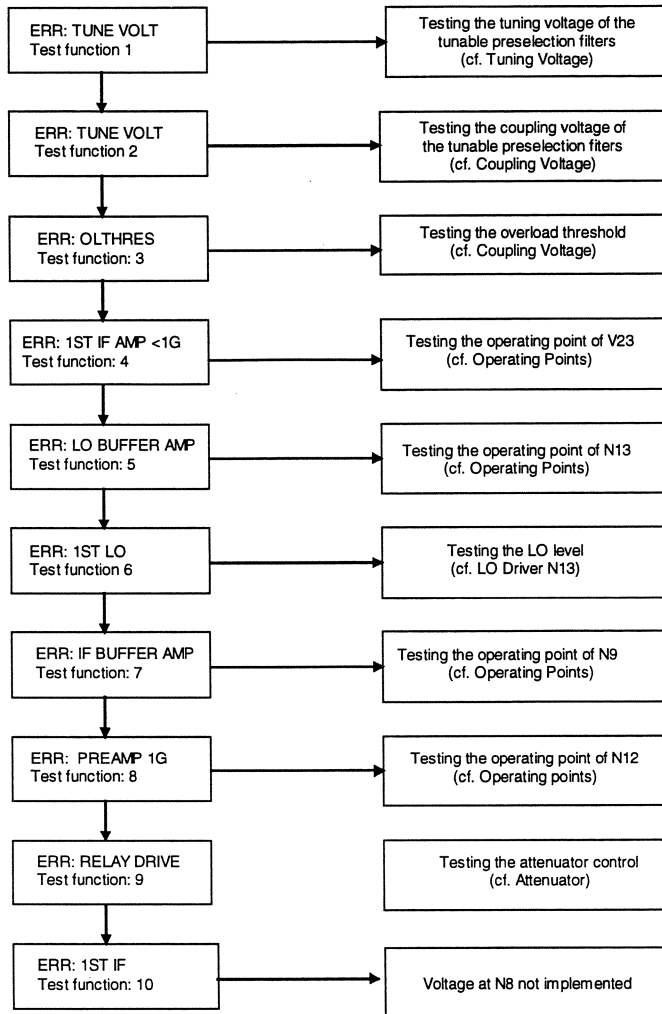 ERR: TUNE VOLT
Test function 1
Testing the tuning voltage of the
tunable preselection filters
(cf. Tuning Voltage)
ERR: TUNE VOLT
Test function 2
Testing the coupling voltage of
the tunable preselection fiters
(cf. Coupling Voltage)
ERR: OLTHRES
Test function: 3
Testing the overload threshold
(cf. Coupling Voltage)
ERR: 1ST IF AMP <1G
Test function: 4
Testing the operating point of V23
(cf. Operating Points)
ERR: LO BUFFER AMP
Test function: 5
Testing the operating point of N13
(cf. Operating Points)
ERR: 1ST LO
Test function 6
Testing the LO level
(cf. LO Driver N13)
ERR: IF BUFFER AMP
Test function: 7
Testing the operating point of N9
(cf. Operating Points)
ERR: PREAMP 1G
Test function: 8
Testing the operating point of N12
(cf. Operating points)
ERR: RELAY DRIVE
Test function: 9
Testing the attenuator control
(cf. Attenuator)
ERR: 1ST IF
Test function: 10
Voltage at N8 not implemented